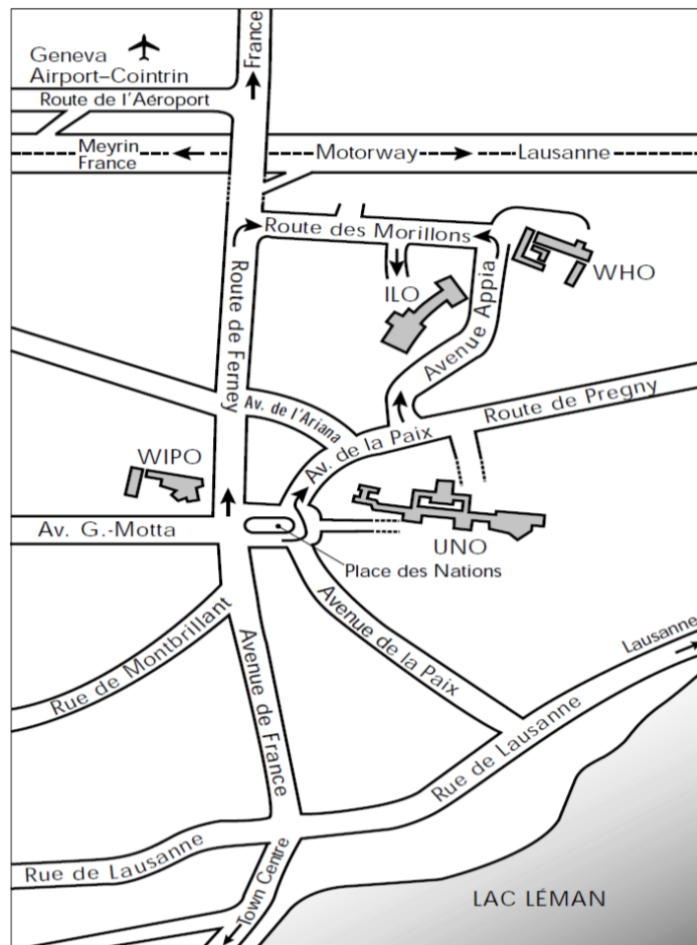 Geneva
Airport–Cointrin
Route de l'Aéroport
France
Meyrin
France
Motorway
Lausanne
Route des Morillons
WHO
ILO
Avenue Appia
Route de Ferney
Av. de l'Ariana
Route de Pregny
Av. de la Paix
WIPO
Av. G.-Motta
UNO
Place des Nations
Avenue de la Paix
Lausanne
Rue de Montbrillant
Avenue de France
Rue de Lausanne
Rue de Lausanne
Town Centre
LAC LÉMAN